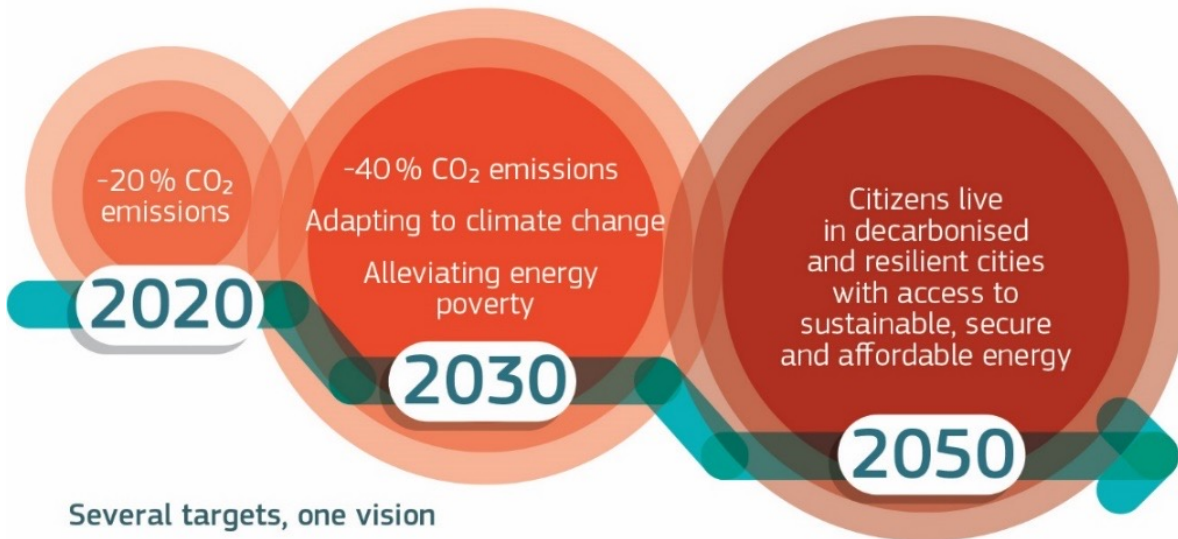 -20% CO₂
emissions
2020
-40% CO₂ emissions
Adapting to climate change
Alleviating energy
poverty
2030
Citizens live
in decarbonised
and resilient cities
with access to
sustainable, secure
and affordable energy
2050
Several targets, one vision